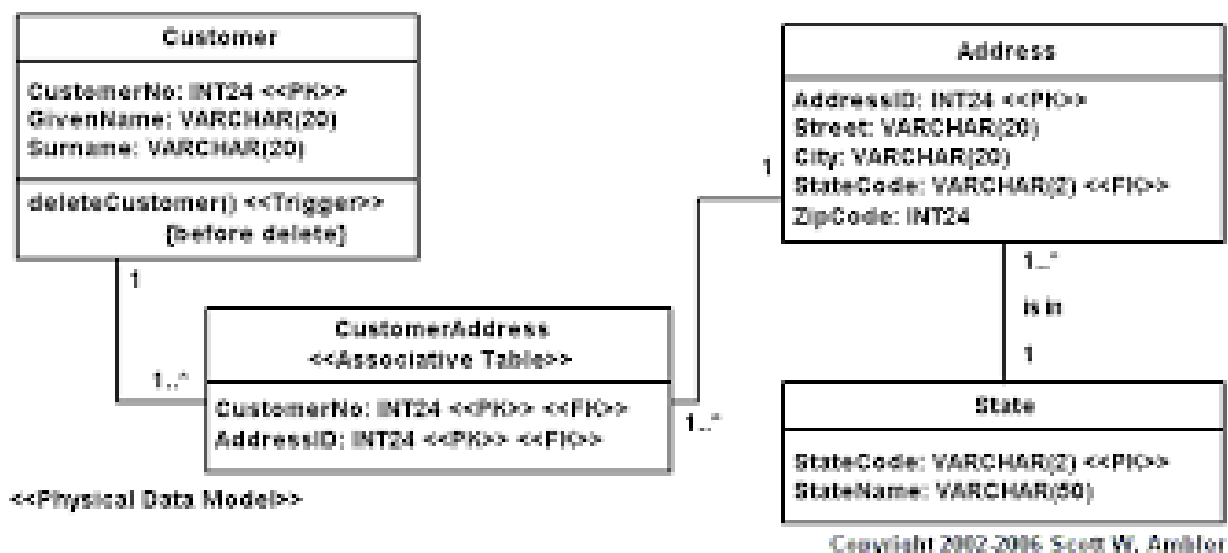 Customer
CustomerNo: INT24 <<PK>>
GivenName: VARCHAR(20)
Surname: VARCHAR(20)
deleteCustomer() <<Trigger>>
{before delete}
1
1..*
CustomerAddress
<<Associative Table>>
CustomerNo: INT24 <<PK>> <<FK>>
AddressID: INT24 <<PK>> <<FK>>
1..*
1
Address
AddressID: INT24 <<PK>>
Street: VARCHAR(20)
City: VARCHAR(20)
StateCode: VARCHAR(2) <<FK>>
ZipCode: INT24
1..*
is in
1
State
StateCode: VARCHAR(2) <<PK>>
StateName: VARCHAR(50)
<<Physical Data Model>>
Copyright 2002-2006 Scott W. Ambler